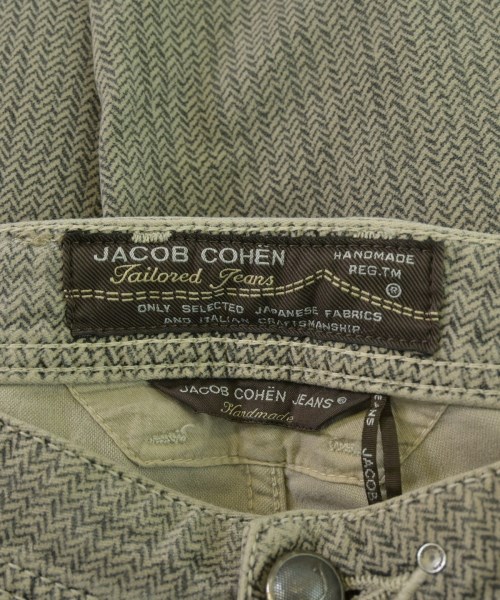 JACOB COHËN
Tailored Jeans
HANDMADE
REG.TM
®
ONLY SELECTED JAPANESE FABRICS
AND ITALIAN CRAFTSMANSHIP
JACOB COHËN JEANS®
Handmade
JEANS
JACOB